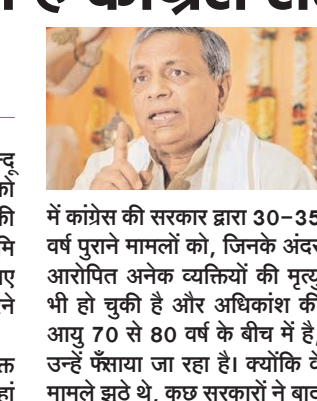 है कांग्रेस
न्दू
को
की
मि
ए
ने
क्त
हां
में कांग्रेस की सरकार द्वारा 30-35
वर्ष पुराने मामलों को, जिनके अंदर
आरोपित अनेक व्यक्तियों की मृत्यु
भी हो चुकी है और अधिकांश की
आयु 70 से 80 वर्ष के बीच में है,
उन्हें फँसाया जा रहा है। क्योंकि वे
मामले झूठे थे, कुछ सरकारों ने बाद